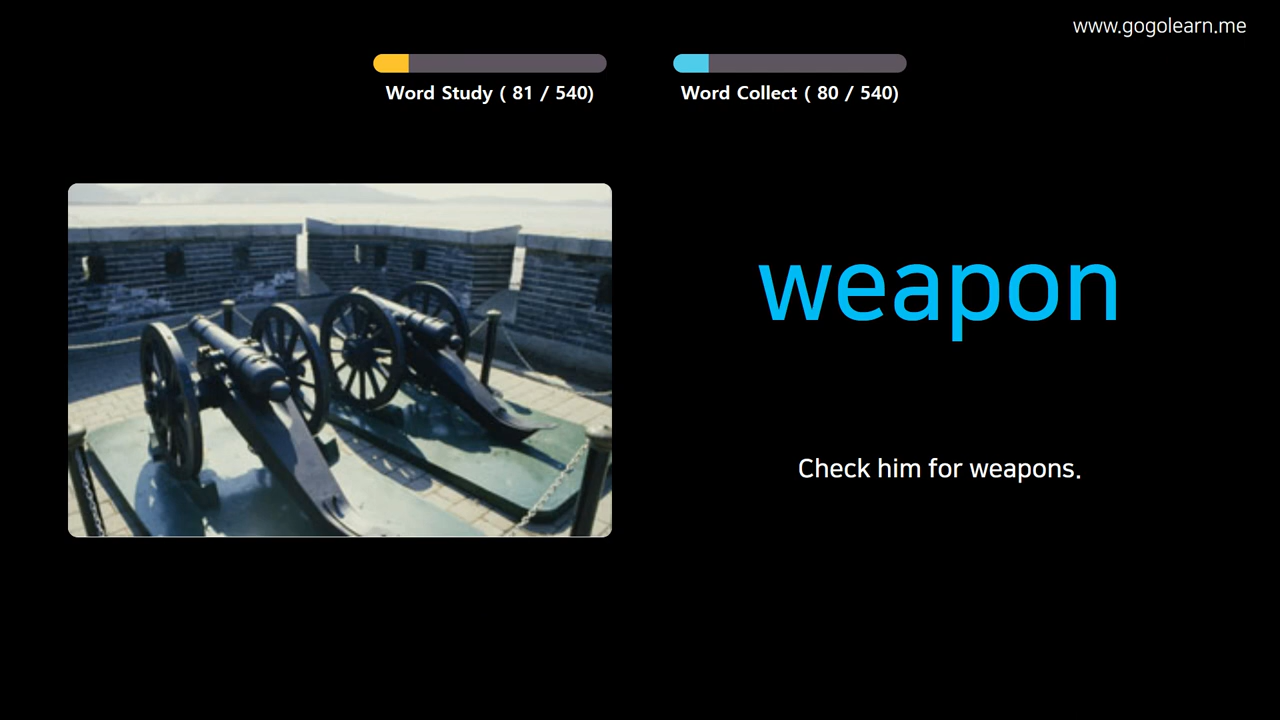 www.gogolearn.me
Word Study ( 81 / 540)
Word Collect ( 80 / 540)
weapon
Check him for weapons.